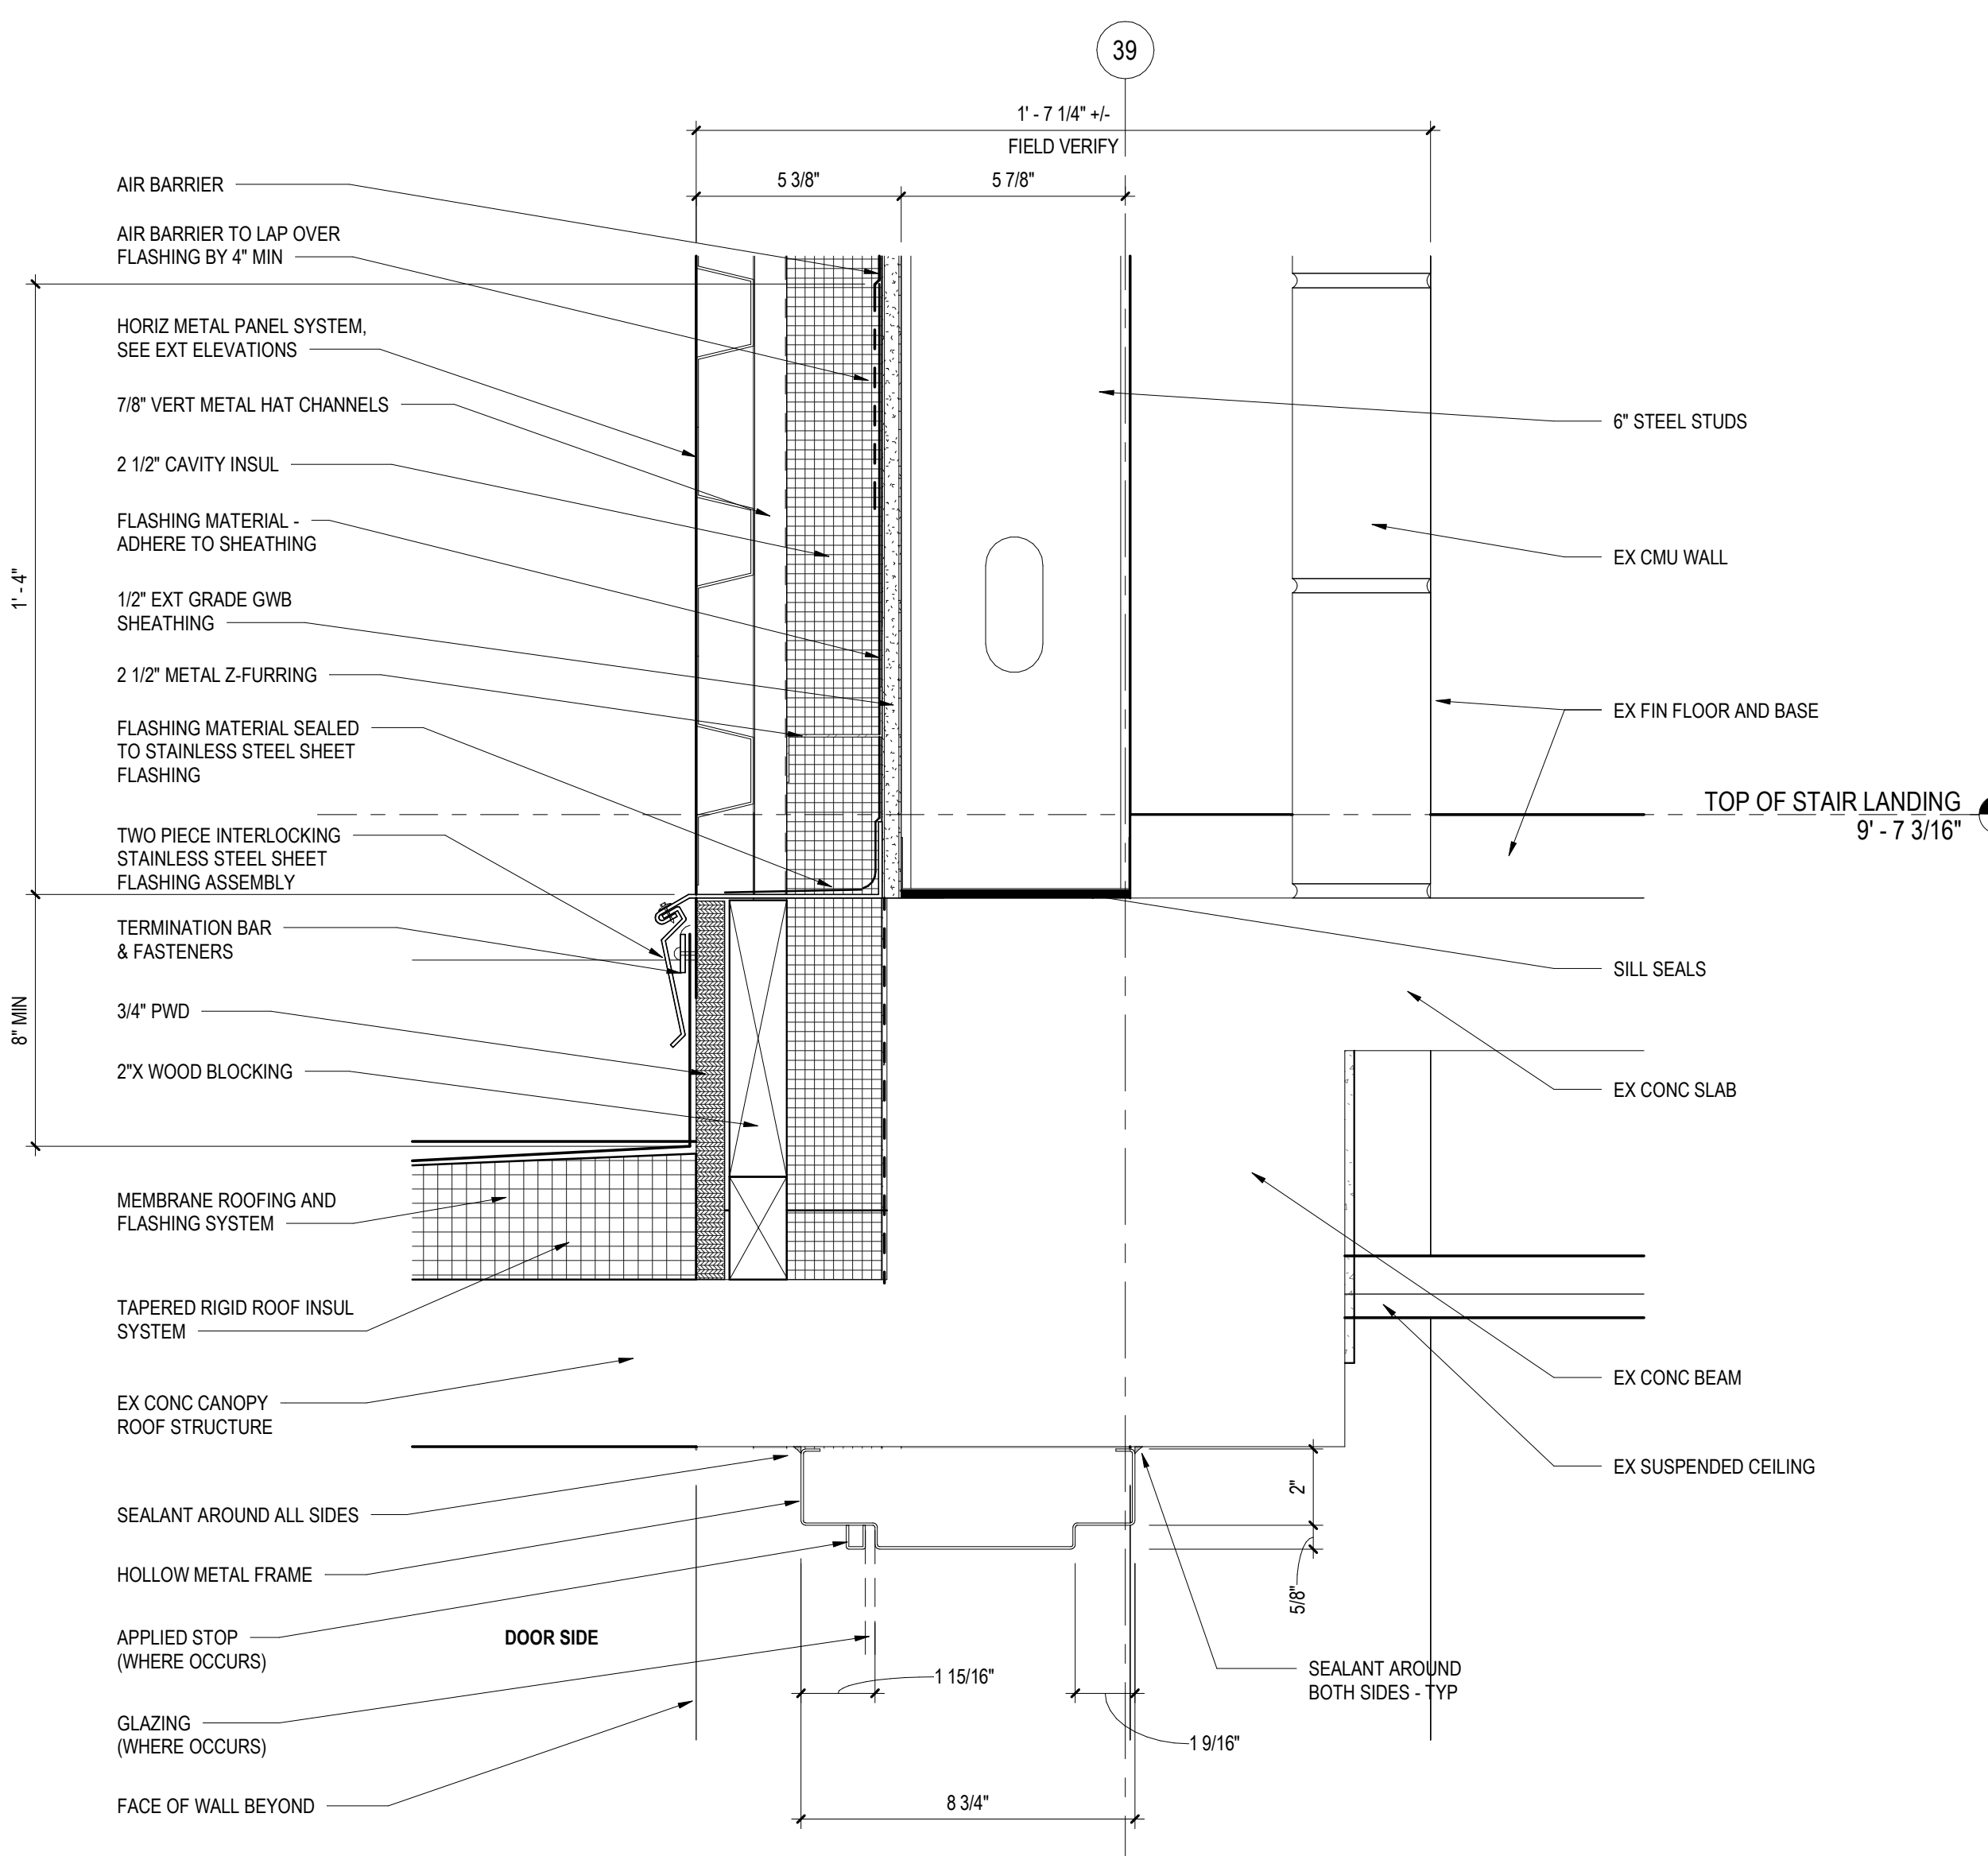 39
1' - 7 1/4" +/-
FIELD VERIFY
5 3/8"
5 7/8"
AIR BARRIER
AIR BARRIER TO LAP OVER
FLASHING BY 4" MIN
HORIZ METAL PANEL SYSTEM,
SEE EXT ELEVATIONS
7/8" VERT METAL HAT CHANNELS
2 1/2" CAVITY INSUL
FLASHING MATERIAL -
ADHERE TO SHEATHING
1/2" EXT GRADE GWB
SHEATHING
2 1/2" METAL Z-FURRING
FLASHING MATERIAL SEALED
TO STAINLESS STEEL SHEET
FLASHING
TWO PIECE INTERLOCKING
STAINLESS STEEL SHEET
FLASHING ASSEMBLY
TERMINATION BAR
& FASTENERS
3/4" PWD
2"X WOOD BLOCKING
MEMBRANE ROOFING AND
FLASHING SYSTEM
TAPERED RIGID ROOF INSUL
SYSTEM
EX CONC CANOPY
ROOF STRUCTURE
SEALANT AROUND ALL SIDES
HOLLOW METAL FRAME
APPLIED STOP
(WHERE OCCURS)
GLAZING
(WHERE OCCURS)
FACE OF WALL BEYOND
1' - 4"
8" MIN
DOOR SIDE
1 15/16"
1 9/16"
8 3/4"
2"
5/8"
6" STEEL STUDS
EX CMU WALL
EX FIN FLOOR AND BASE
TOP OF STAIR LANDING
9' - 7 3/16"
SILL SEALS
EX CONC SLAB
EX CONC BEAM
EX SUSPENDED CEILING
SEALANT AROUND
BOTH SIDES - TYP